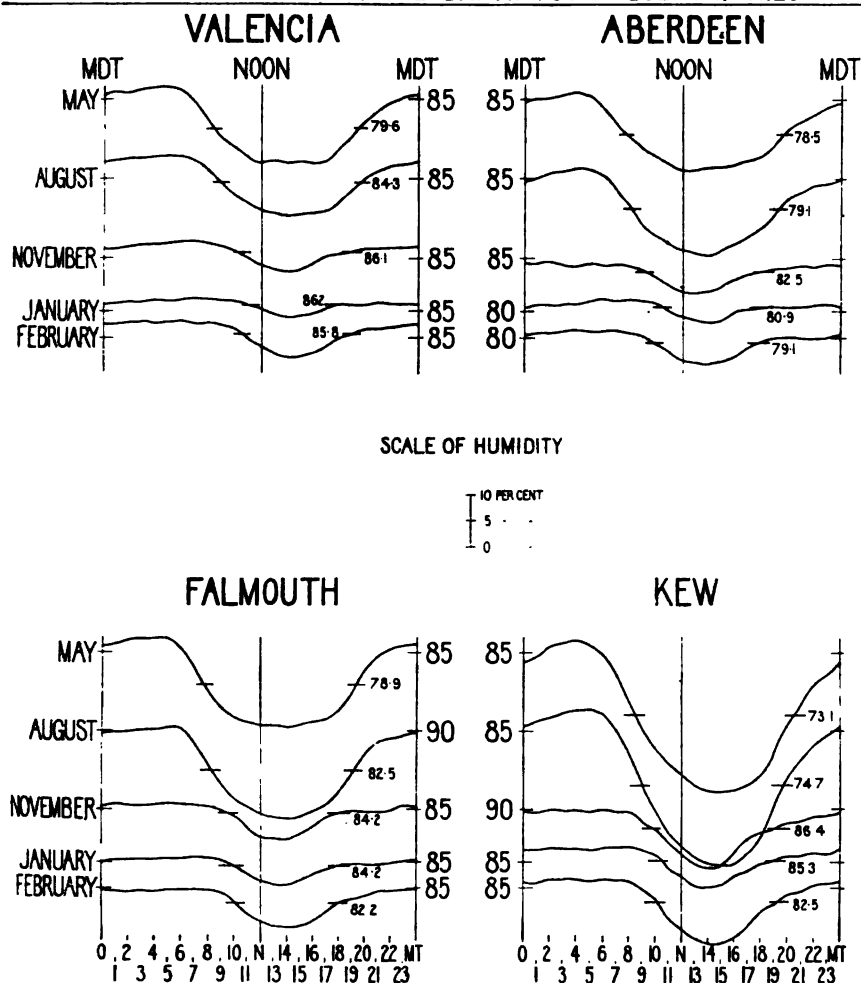 VALENCIA
MDT NOON MDT
MAY 85
79·6
AUGUST 85
84·3
NOVEMBER 85
86·1
JANUARY 85
862
FEBRUARY 85
85·8
ABERDEEN
MDT NOON MDT
85
78·5
85
79·1
85
82·5
80
80·9
80
79·1
SCALE OF HUMIDITY
10 PER CENT
5 · ·
0 ·
FALMOUTH
MAY 85
78·9
AUGUST 90
82·5
NOVEMBER 85
84·2
JANUARY 85
84·2
FEBRUARY 85
82·2
0 2 4 6 8 10 N 14 16 18 20 22 MT
1 3 5 7 9 11 13 15 17 19 21 23
KEW
85
73·1
85
74·7
90
86·4
85
85·3
85
82·5
0 2 4 6 8 10 N 14 16 18 20 22 MT
1 3 5 7 9 11 13 15 17 19 21 23